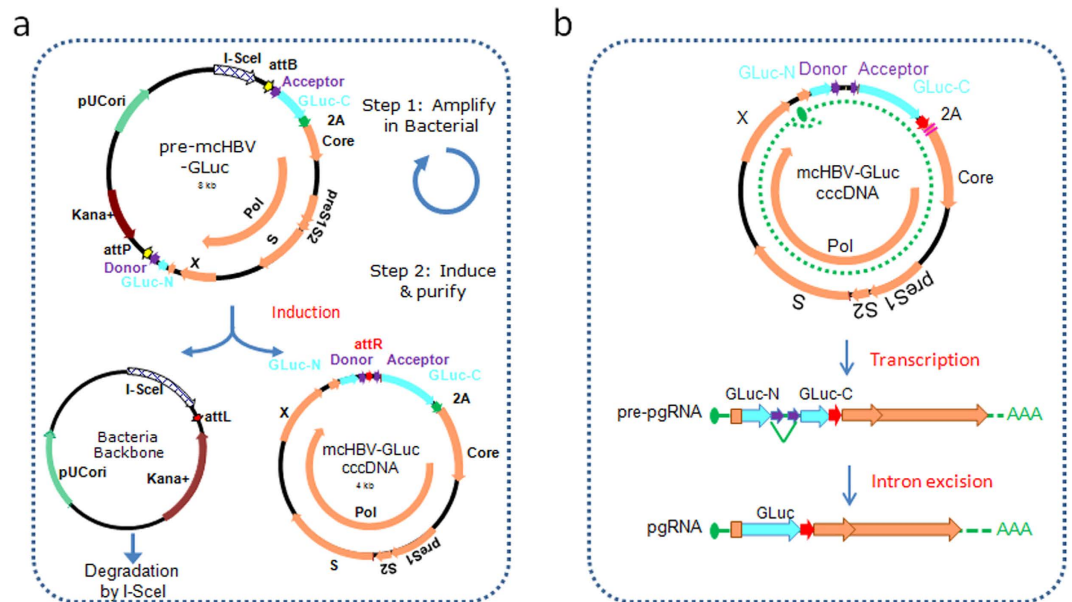 a
I-SceI
attB
Acceptor
GLuc-C
2A
Core
pUCori
pre-mcHBV
-GLuc
8 kb
Pol
preS1S2
S
X
Kana+
attP
Donor
GLuc-N
Step 1: Amplify
in Bacterial
Step 2: Induce
& purify
Induction
I-SceI
attL
Bacteria
Backbone
pUCori
Kana+
Degradation
by I-SceI
attR
GLuc-N
Donor
Acceptor
GLuc-C
2A
X
mcHBV-GLuc
cccDNA
4 kb
Core
Pol
preS1
S2
S
b
GLuc-N
Donor
Acceptor
GLuc-C
2A
X
mcHBV-GLuc
cccDNA
Core
Pol
preS1
S2
S
Transcription
GLuc-N
GLuc-C
pre-pgRNA
AAA
Intron excision
GLuc
pgRNA
AAA